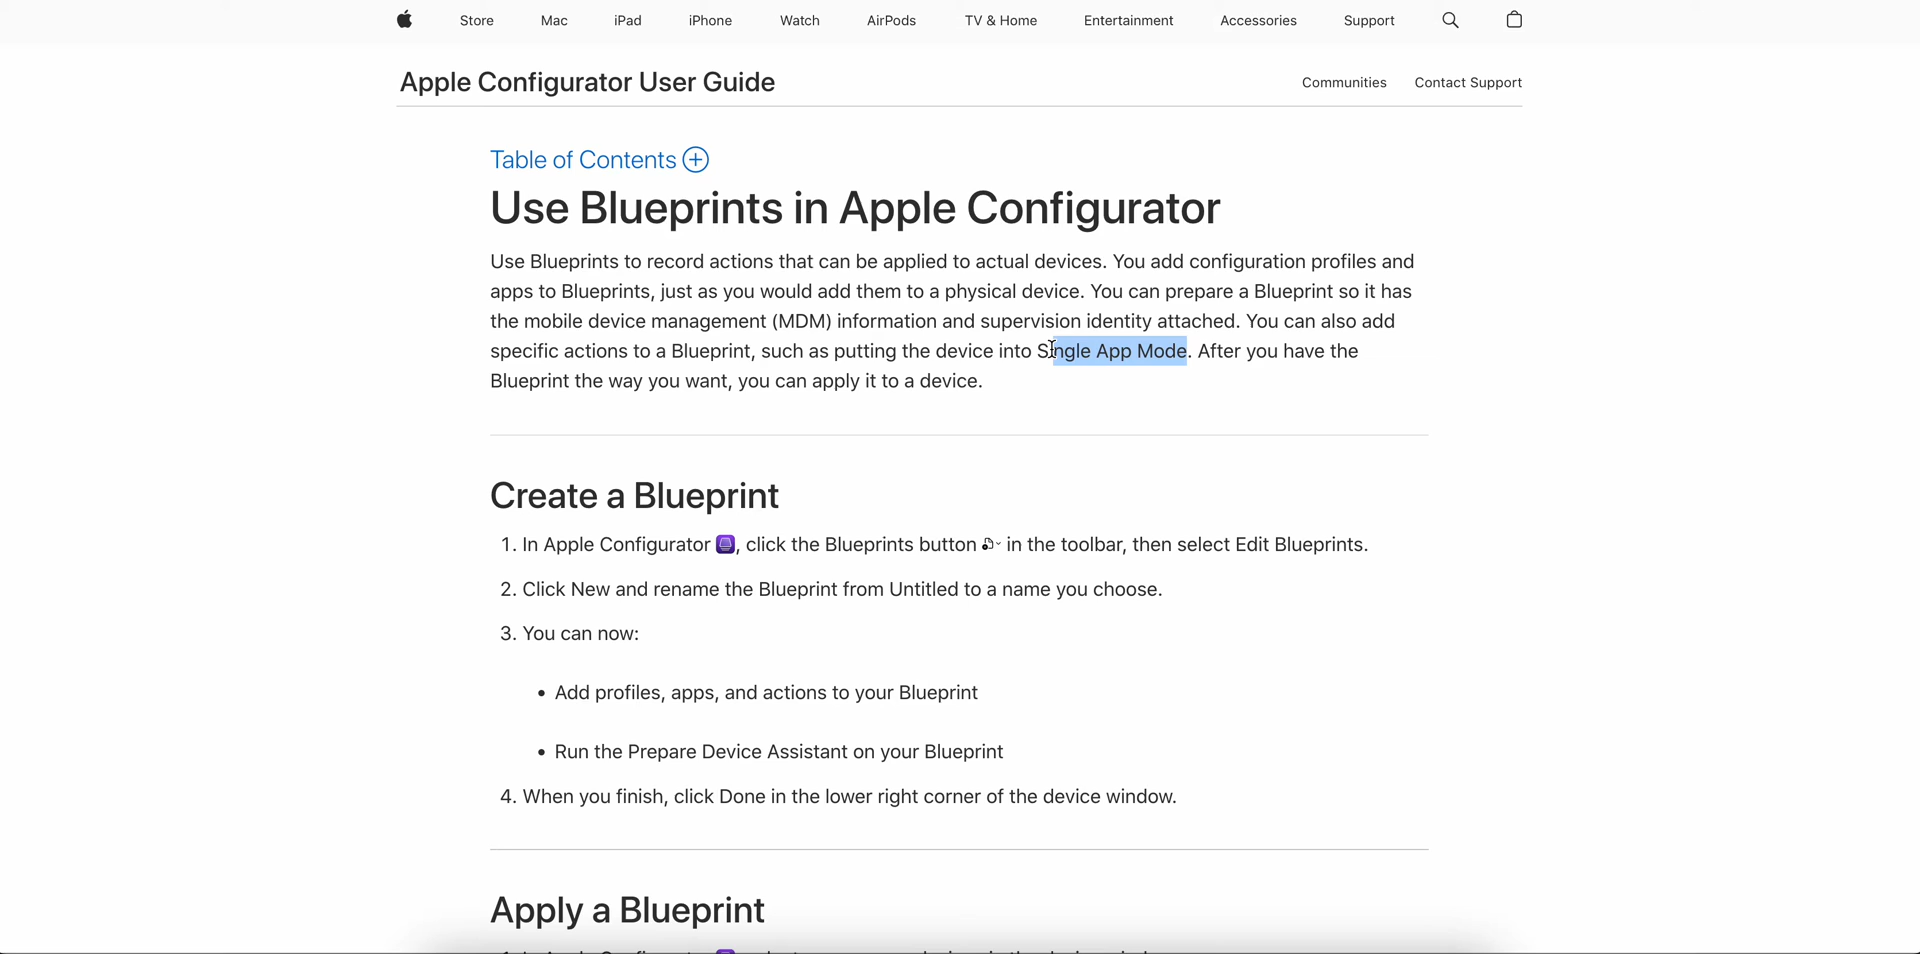 Store Mac iPad iPhone Watch AirPods TV & Home Entertainment Accessories Support
Apple Configurator User Guide
Communities Contact Support
Table of Contents
Use Blueprints in Apple Configurator
Use Blueprints to record actions that can be applied to actual devices. You add configuration profiles and
apps to Blueprints, just as you would add them to a physical device. You can prepare a Blueprint so it has
the mobile device management (MDM) information and supervision identity attached. You can also add
specific actions to a Blueprint, such as putting the device into Single App Mode. After you have the
Blueprint the way you want, you can apply it to a device.
Create a Blueprint
1. In Apple Configurator , click the Blueprints button in the toolbar, then select Edit Blueprints.
2. Click New and rename the Blueprint from Untitled to a name you choose.
3. You can now:
• Add profiles, apps, and actions to your Blueprint
• Run the Prepare Device Assistant on your Blueprint
4. When you finish, click Done in the lower right corner of the device window.
Apply a Blueprint